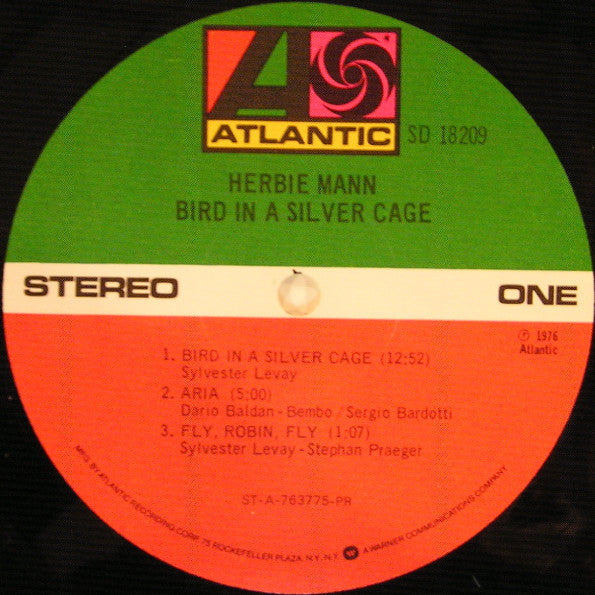 A
ATLANTIC SD 18209
HERBIE MANN
BIRD IN A SILVER CAGE
STEREO ONE
℗ 1976
Atlantic
1. BIRD IN A SILVER CAGE (12:52)
Sylvester Levay
2. ARIA (5:00)
Dario Baldan-Bembo/Sergio Bardotti
3. FLY, ROBIN, FLY (1:07)
Sylvester Levay-Stephan Praeger
ST-A-763775-PR
MFG. BY ATLANTIC RECORDING CORP. 75 ROCKEFELLER PLAZA, N.Y., N.Y. A WARNER COMMUNICATIONS COMPANY